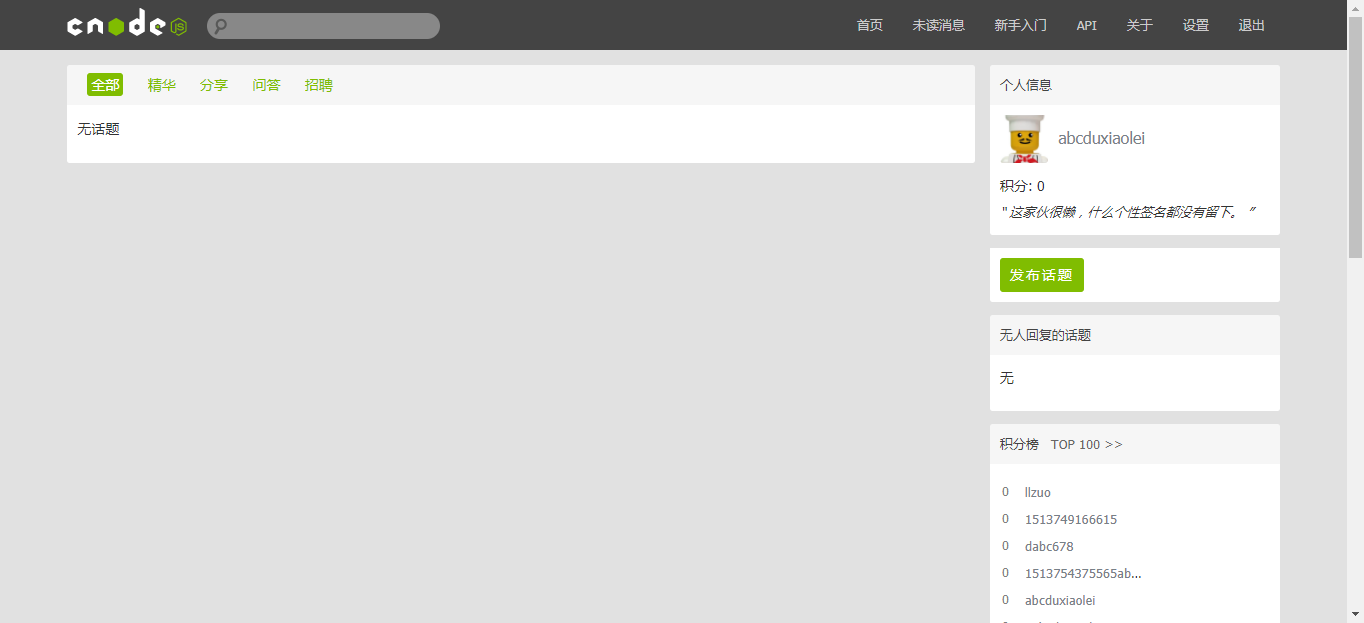 cnode JS
首页 未读消息 新手入门 API 关于 设置 退出
全部 精华 分享 问答 招聘
无话题
个人信息
abcduxiaolei
积分: 0
" 这家伙很懒，什么个性签名都没有留下。 "
发布话题
无人回复的话题
无
积分榜 TOP 100 >>
0 llzuo
0 1513749166615
0 dabc678
0 1513754375565ab...
0 abcduxiaolei